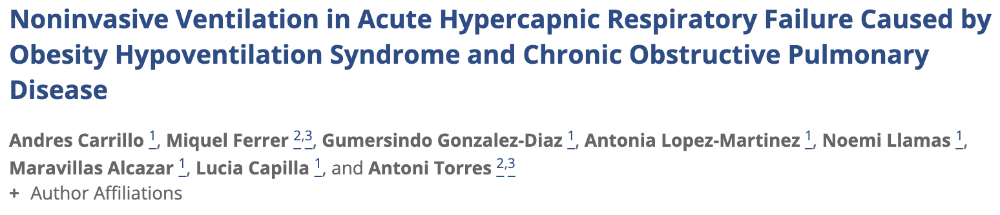 Noninvasive Ventilation in Acute Hypercapnic Respiratory Failure Caused by
Obesity Hypoventilation Syndrome and Chronic Obstructive Pulmonary
Disease
Andres Carrillo 1, Miquel Ferrer 2,3, Gumersindo Gonzalez-Diaz 1, Antonia Lopez-Martinez 1, Noemi Llamas 1,
Maravillas Alcazar 1, Lucia Capilla 1, and Antoni Torres 2,3
+ Author Affiliations